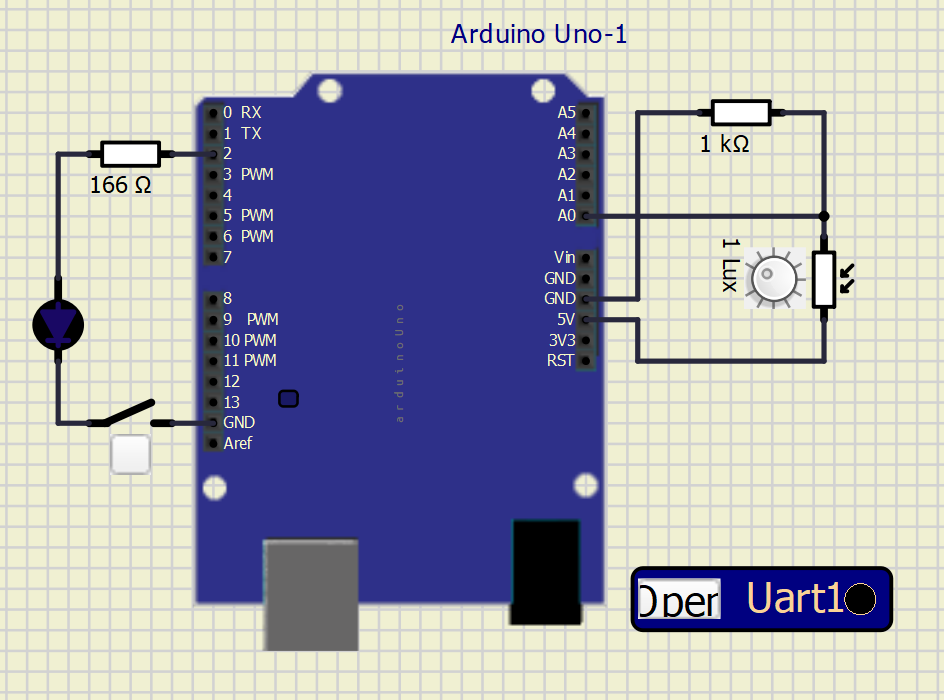 Arduino Uno-1
0 RX
1 TX
2
3 PWM
4
5 PWM
6 PWM
7
8
9 PWM
10 PWM
11 PWM
12
13
GND
Aref
arduinoUno
A5
A4
A3
A2
A1
A0
Vin
GND
GND
5V
3V3
RST
166 Ω
1 kΩ
1 Lux
Open
Uart1